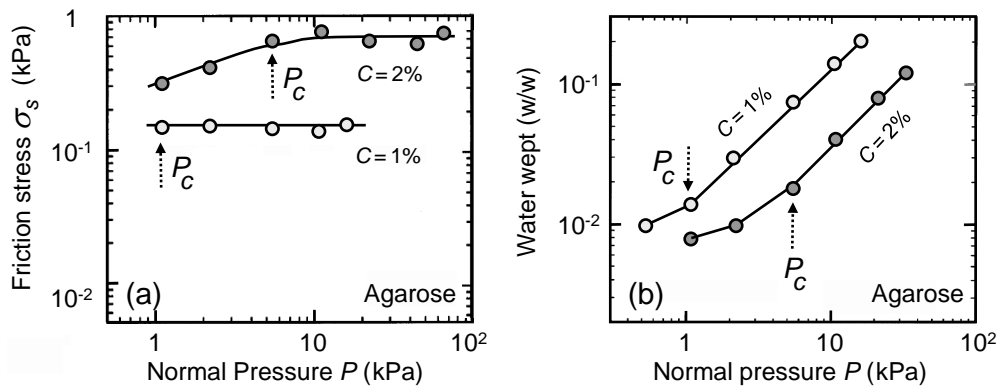 Friction stress σs (kPa)
1
10-1
10-2
Pc
C = 2%
Pc
C = 1%
(a)
Agarose
1
10
102
Normal Pressure P (kPa)
Water wept (w/w)
10-1
10-2
C = 1%
Pc
C = 2%
Pc
(b)
Agarose
1
10
102
Normal pressure P (kPa)